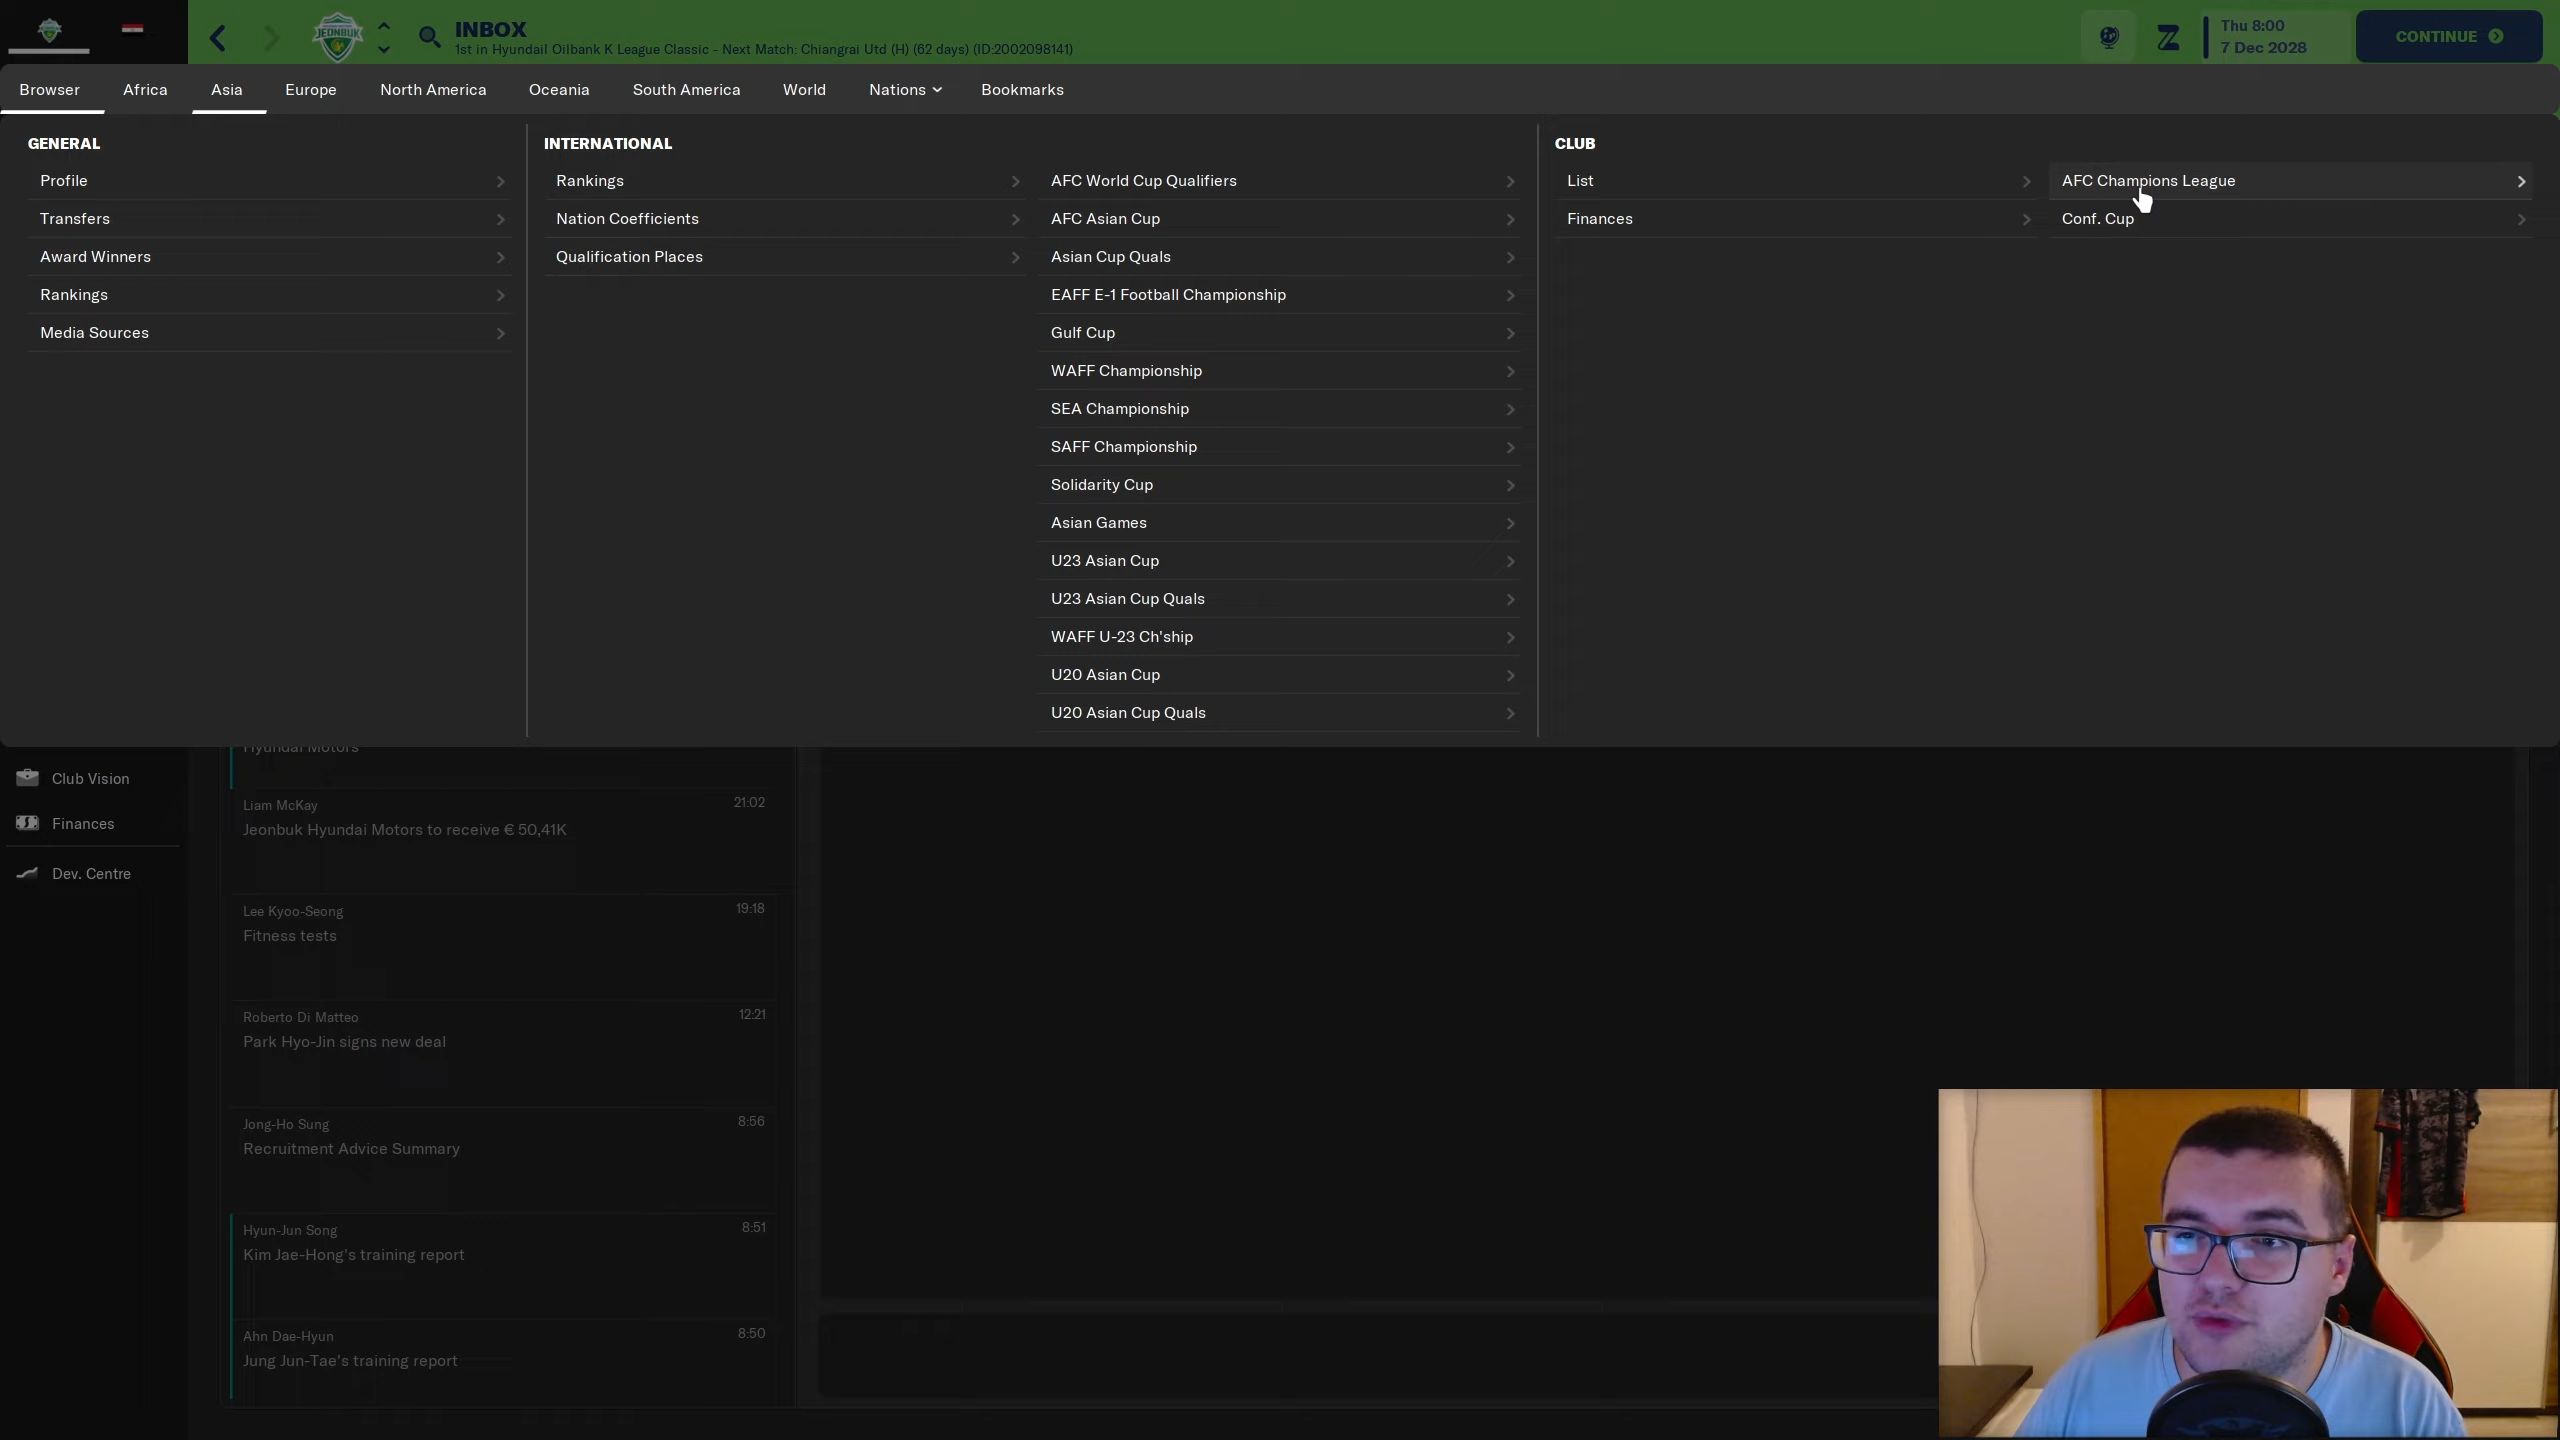 JEONBUK
INBOX
1st in Hyundail Oilbank K League Classic - Next Match: Chiangrai Utd (H) (62 days) (ID:2002098141)
Thu 8:00
7 Dec 2028
CONTINUE
Browser
Africa
Asia
Europe
North America
Oceania
South America
World
Nations
Bookmarks
GENERAL
Profile
Transfers
Award Winners
Rankings
Media Sources
INTERNATIONAL
Rankings
Nation Coefficients
Qualification Places
AFC World Cup Qualifiers
AFC Asian Cup
Asian Cup Quals
EAFF E-1 Football Championship
Gulf Cup
WAFF Championship
SEA Championship
SAFF Championship
Solidarity Cup
Asian Games
U23 Asian Cup
U23 Asian Cup Quals
WAFF U-23 Ch'ship
U20 Asian Cup
U20 Asian Cup Quals
CLUB
List
Finances
AFC Champions League
Conf. Cup
Club Vision
Finances
Dev. Centre
Hyundai Motors
Liam McKay 21:02
Jeonbuk Hyundai Motors to receive € 50,41K
Lee Kyoo-Seong 19:18
Fitness tests
Roberto Di Matteo 12:21
Park Hyo-Jin signs new deal
Jong-Ho Sung 8:56
Recruitment Advice Summary
Hyun-Jun Song 8:51
Kim Jae-Hong's training report
Ahn Dae-Hyun 8:50
Jung Jun-Tae's training report